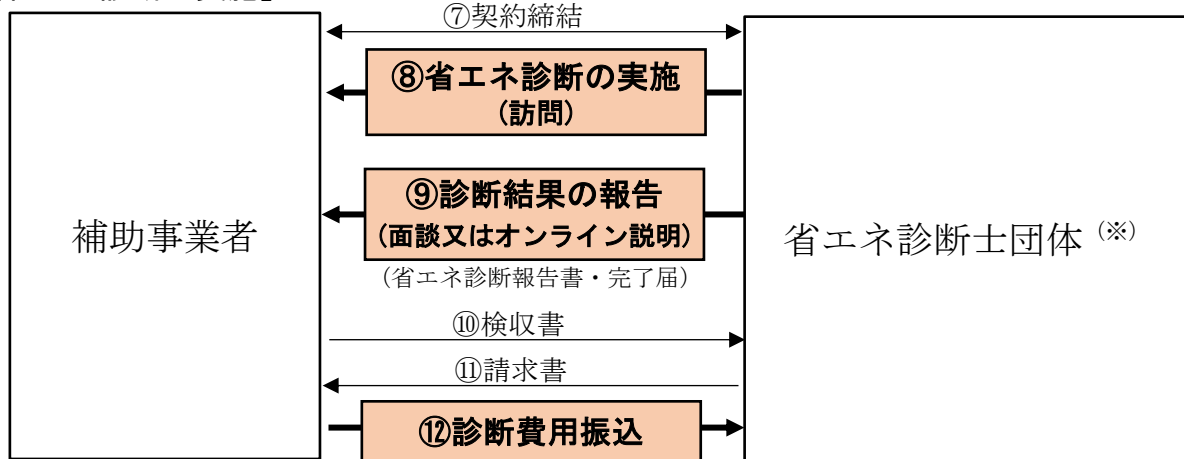 ⑦契約締結
⑧省エネ診断の実施
(訪問)
⑨診断結果の報告
(面談又はオンライン説明)
(省エネ診断報告書・完了届)
補助事業者
省エネ診断士団体(※)
⑩検収書
⑪請求書
⑫診断費用振込